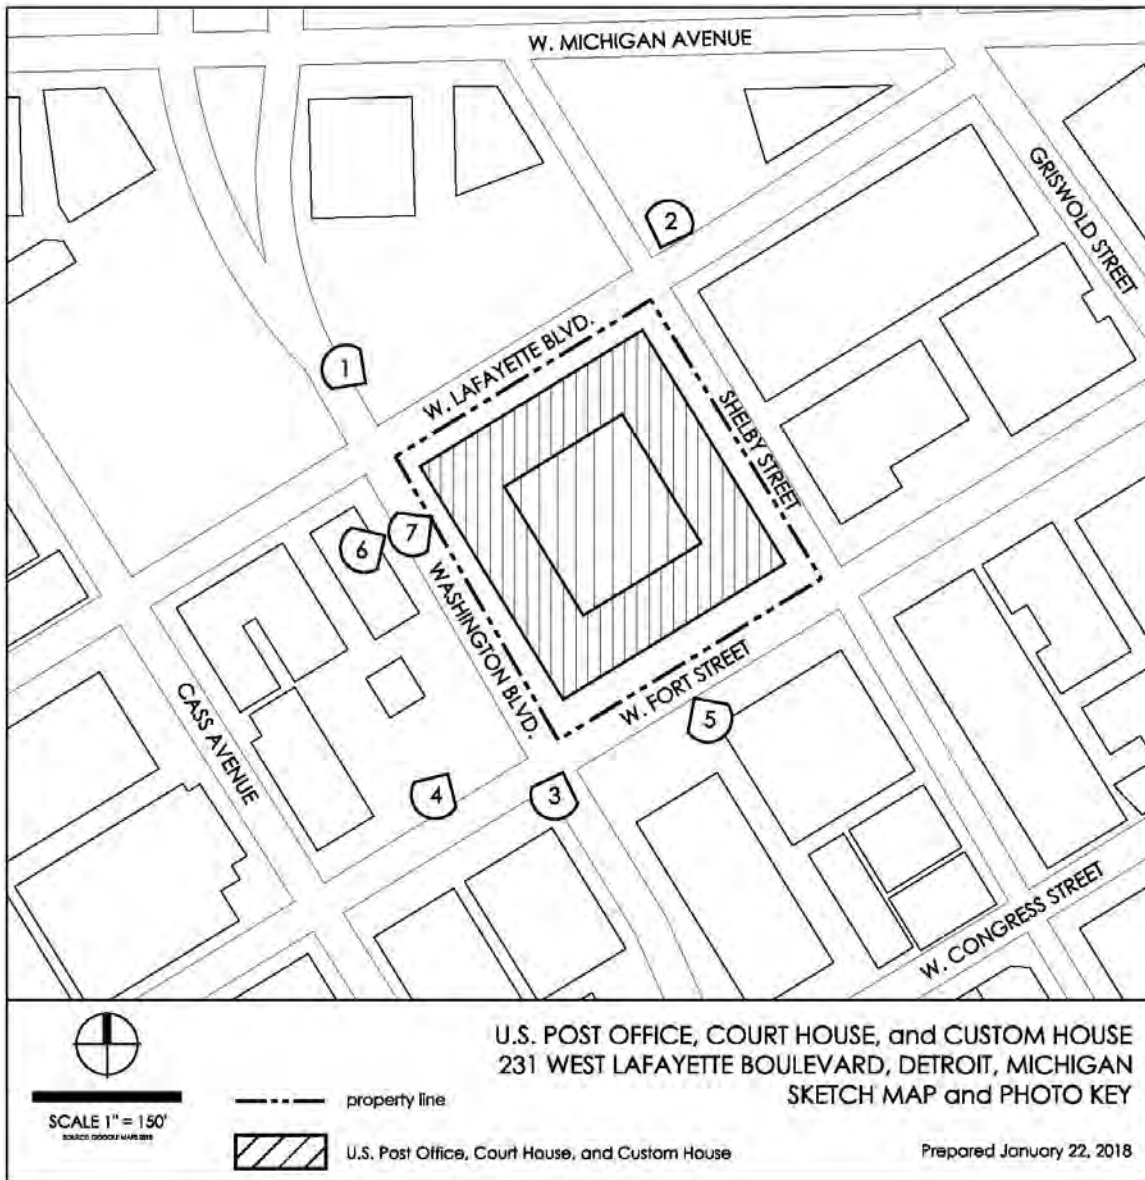 W. MICHIGAN AVENUE
GRISWOLD STREET
2
1
W. LAFAYETTE BLVD.
SHELBY STREET
7
6
WASHINGTON BLVD.
CASS AVENUE
W. FORT STREET
5
4
3
W. CONGRESS STREET
U.S. POST OFFICE, COURT HOUSE, and CUSTOM HOUSE
231 WEST LAFAYETTE BOULEVARD, DETROIT, MICHIGAN
SKETCH MAP and PHOTO KEY
SCALE 1" = 150'
SOURCE: GOOGLE MAPS
property line
U.S. Post Office, Court House, and Custom House
Prepared January 22, 2018